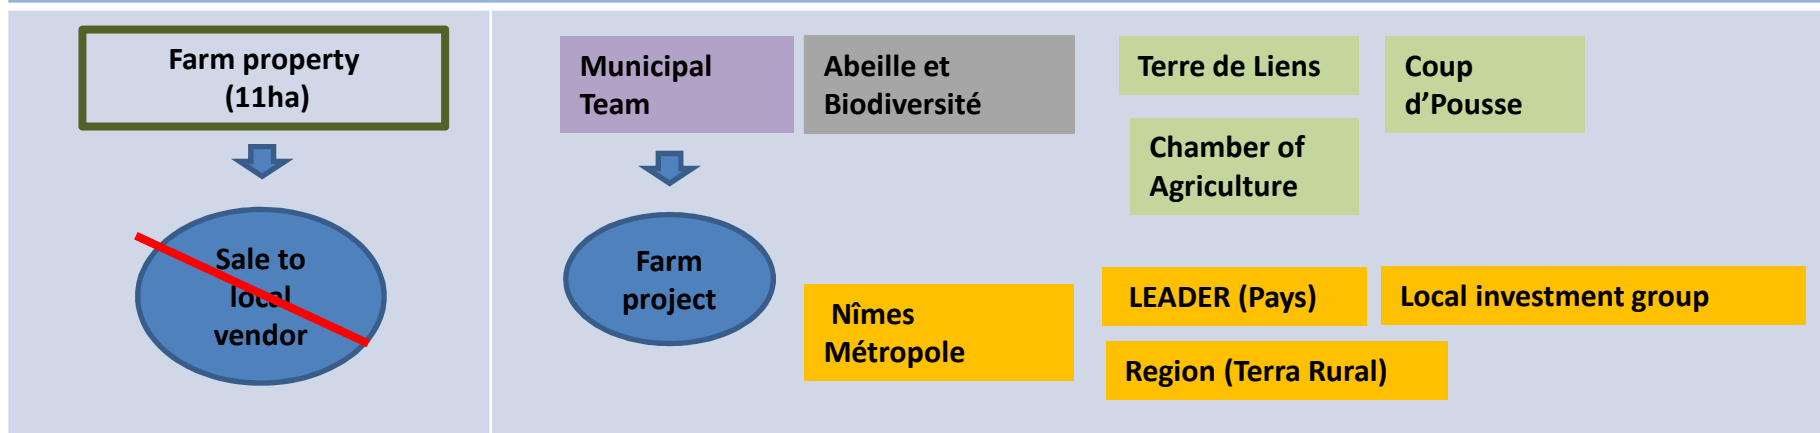 Farm property
(11ha)
Sale to
local
vendor
Municipal
Team
Abeille et
Biodiversité
Terre de Liens
Coup
d’Pousse
Chamber of
Agriculture
Farm
project
Nîmes
Métropole
LEADER (Pays)
Local investment group
Region (Terra Rural)